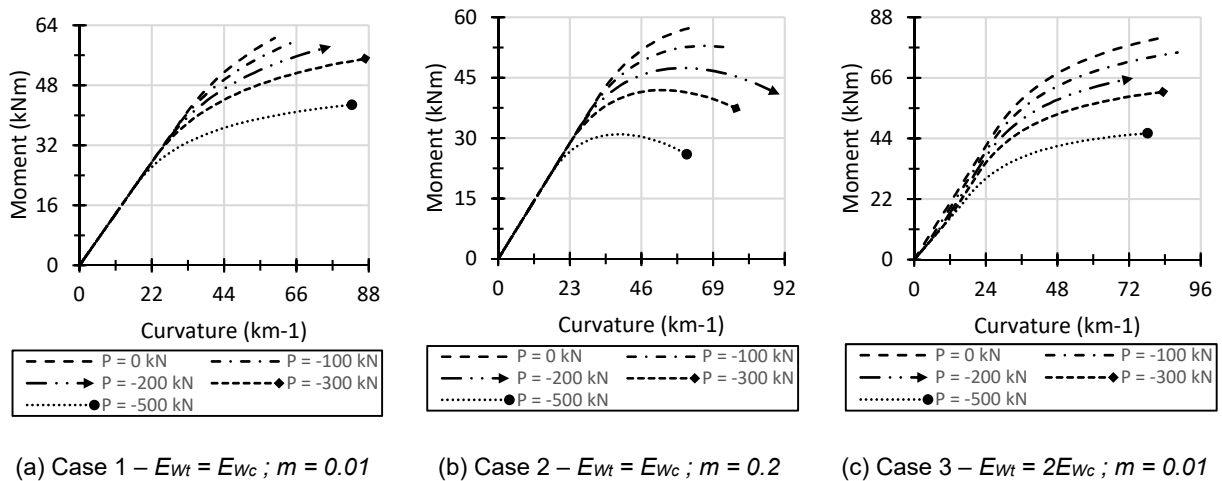 64
48
32
16
0
Moment (kNm)
0 22 44 66 88
Curvature (km-1)
P = 0 kN P = -100 kN
P = -200 kN P = -300 kN
P = -500 kN
(a) Case 1 – EWt = EWc ; m = 0.01
60
45
30
15
0
Moment (kNm)
0 23 46 69 92
Curvature (km-1)
P = 0 kN P = -100 kN
P = -200 kN P = -300 kN
P = -500 kN
(b) Case 2 – EWt = EWc ; m = 0.2
88
66
44
22
0
Moment (kNm)
0 24 48 72 96
Curvature (km-1)
P = 0 kN P = -100 kN
P = -200 kN P = -300 kN
P = -500 kN
(c) Case 3 – EWt = 2EWc ; m = 0.01